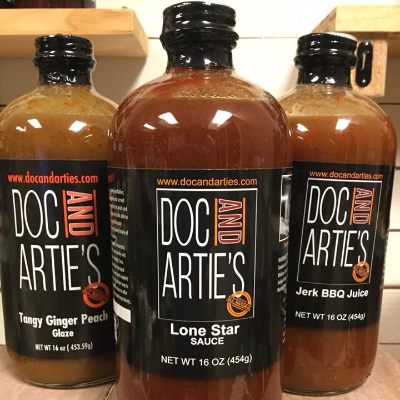 www.docandarties.com
DOC AND
ARTIE'S
Tangy Ginger Peach
Glaze
NET WT 16 oz ( 453.59g)
www.docandarties.com
DOC AND
ARTIE'S
Lone Star
SAUCE
NET WT 16 OZ (454g)
www.docandarties.com
DOC AND
ARTIE'S
Jerk BBQ Juice
NET WT 16 OZ (454g)